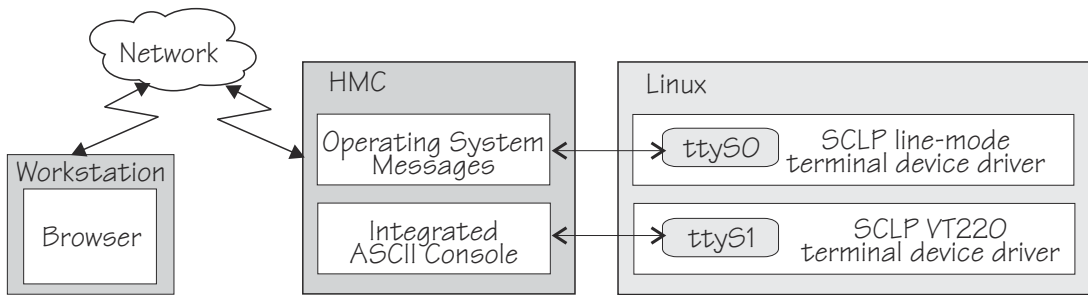 Network
Workstation
Browser
HMC
Operating System
Messages
Integrated
ASCII Console
Linux
ttyS0
SCLP line-mode
terminal device driver
ttyS1
SCLP VT220
terminal device driver